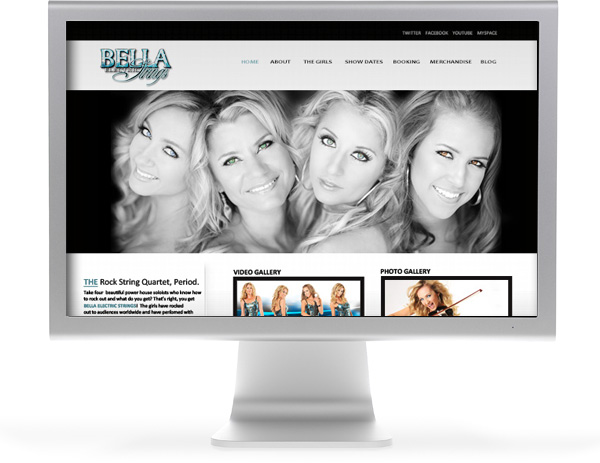 TWITTER FACEBOOK YOUTUBE MYSPACE
BELLA
ELECTRIC
Strings
HOME ABOUT THE GIRLS SHOW DATES BOOKING MERCHANDISE BLOG
THE Rock String Quartet, Period.
Take four beautiful power house soloists who know how
to rock out and what do you get? That's right, you get
BELLA ELECTRIC STRINGS! The girls have rocked
out to audiences worldwide and have perfomed with
VIDEO GALLERY
PHOTO GALLERY